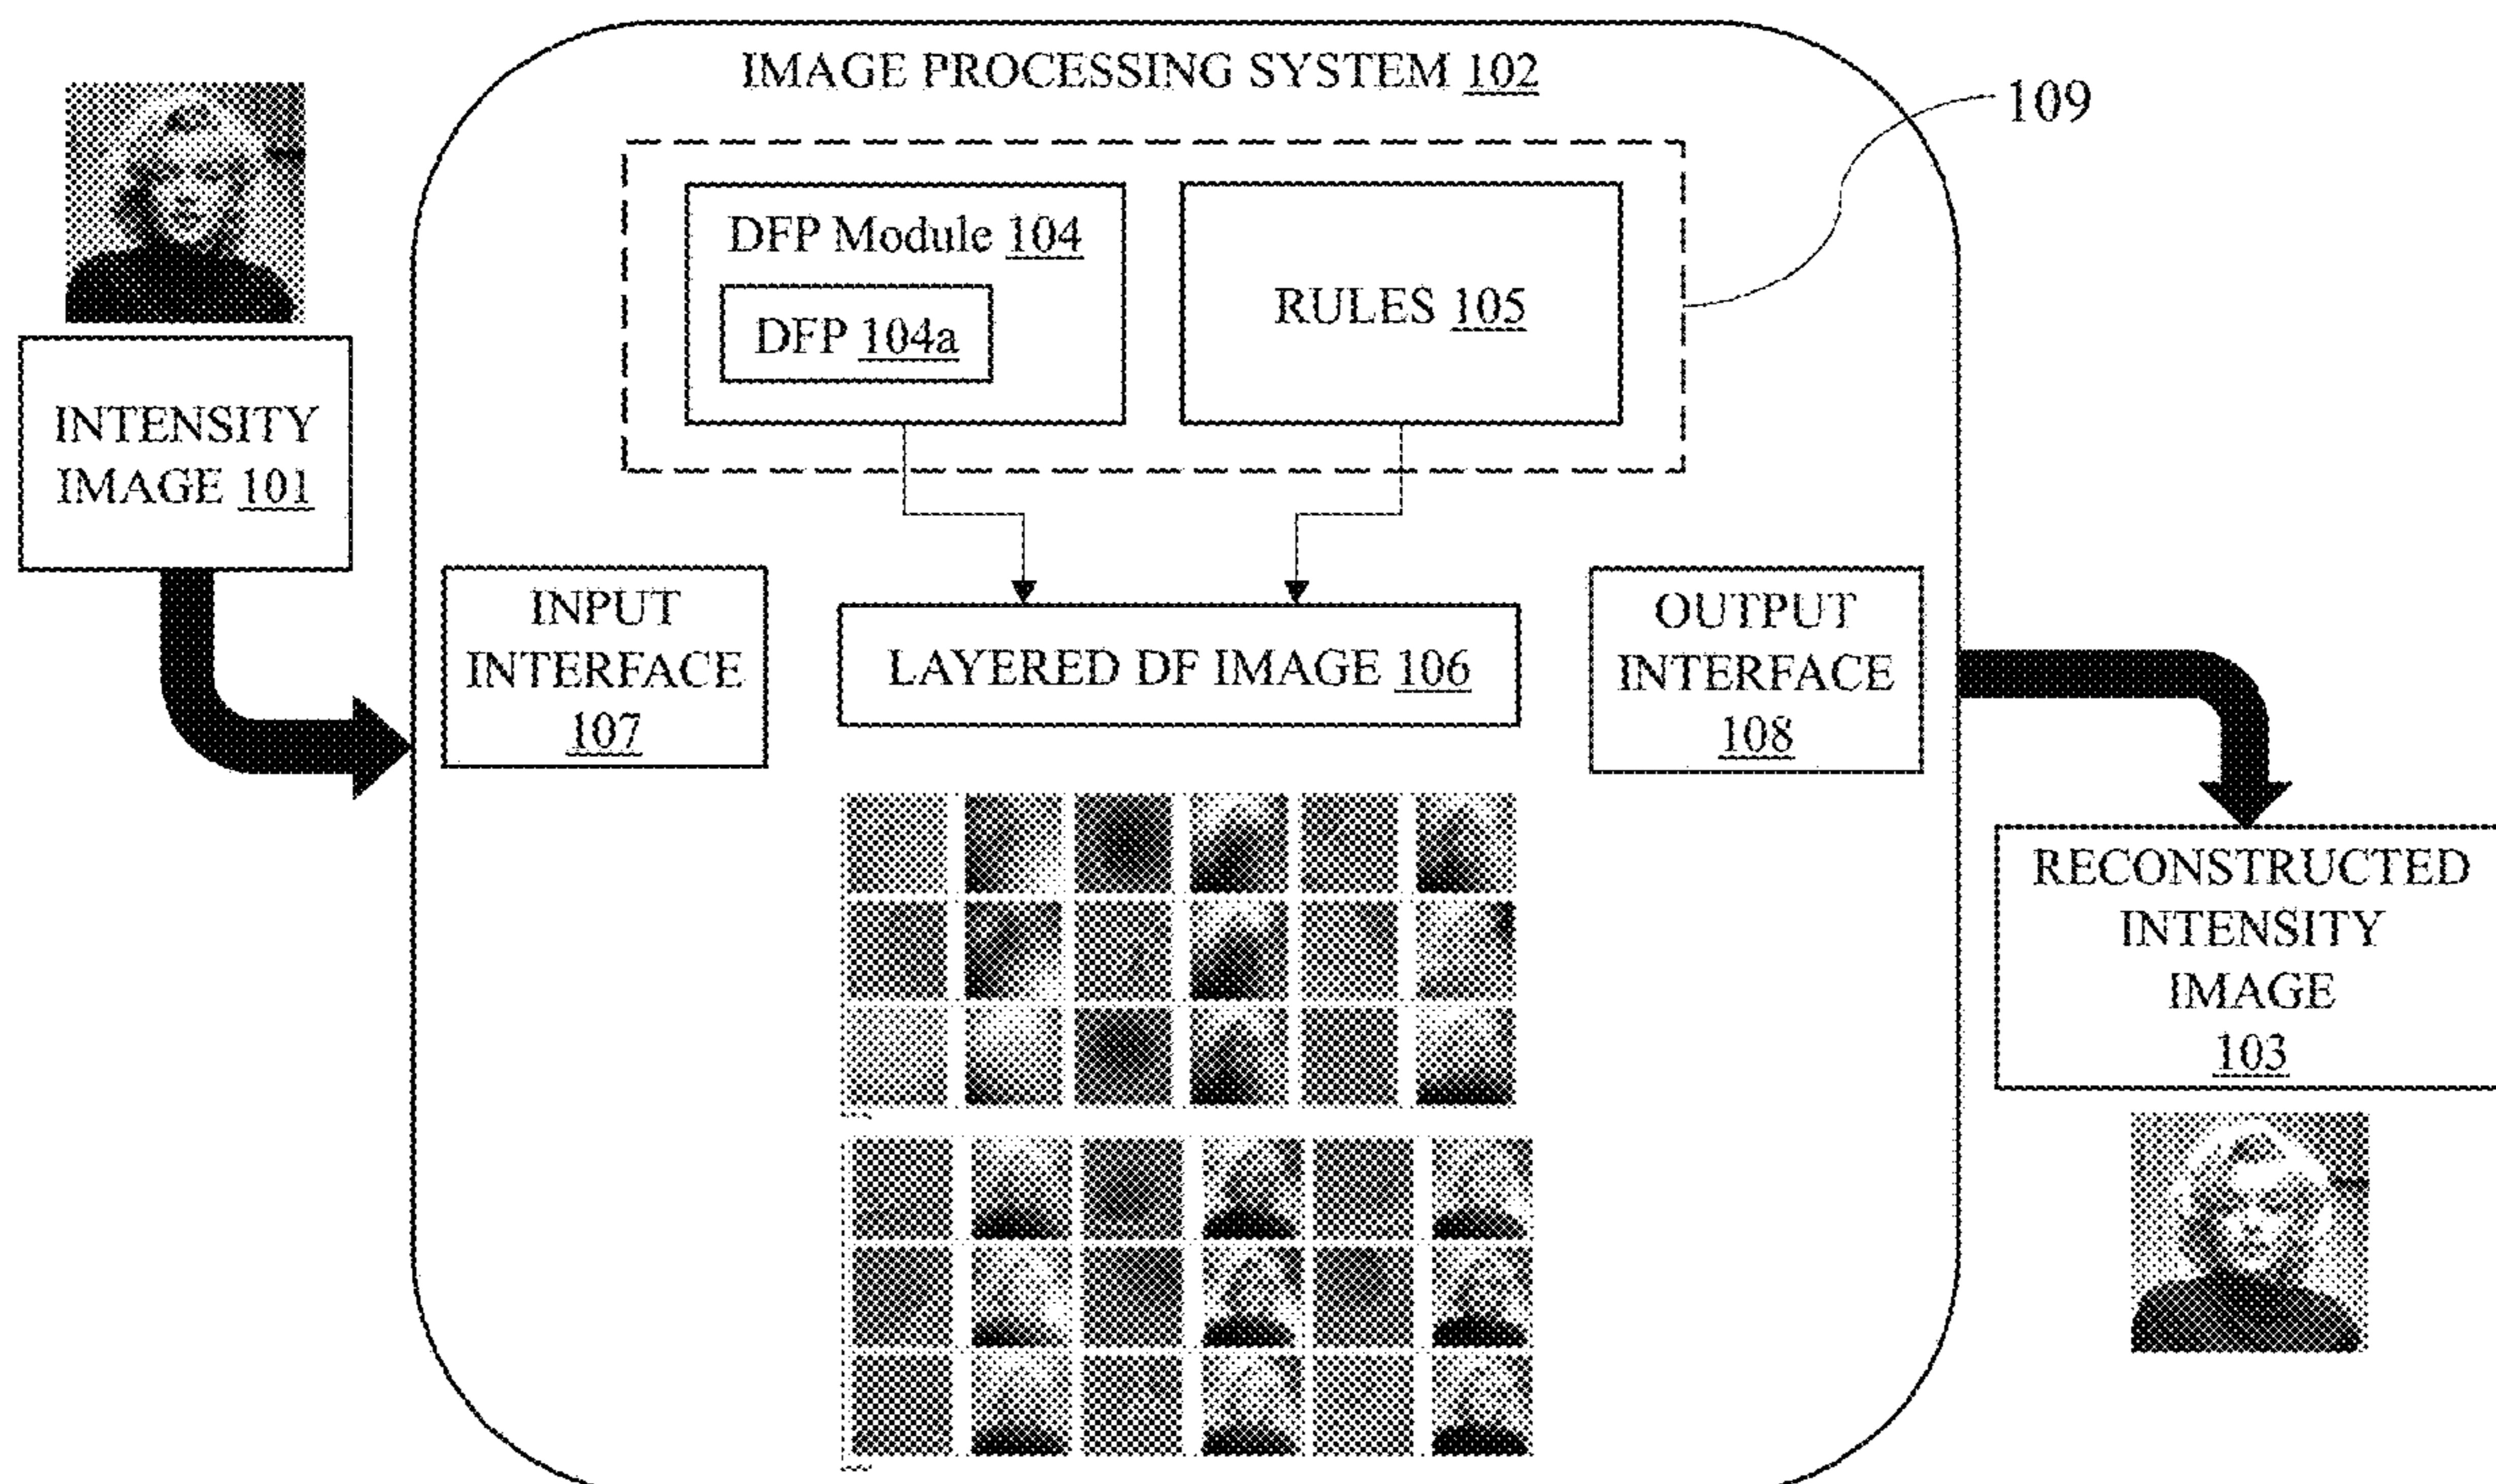 IMAGE PROCESSING SYSTEM 102
109
DFP Module 104
DFP 104a
RULES 105
INTENSITY
IMAGE 101
INPUT
INTERFACE
107
LAYERED DF IMAGE 106
OUTPUT
INTERFACE
108
RECONSTRUCTED
INTENSITY
IMAGE
103